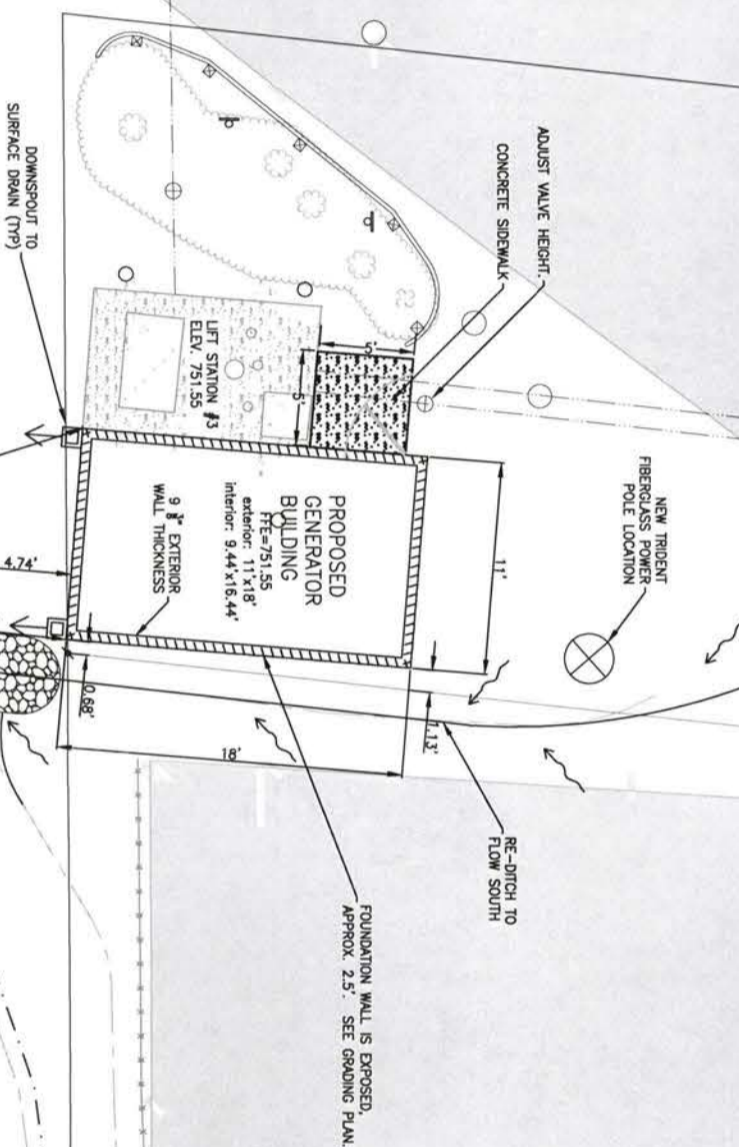 ADJUST VALVE HEIGHT.
CONCRETE SIDEWALK
NEW TRIDENT
FIBERGLASS POWER
POLE LOCATION
DOWNSPOUT TO
SURFACE DRAIN (TYP)
LIFT STATION #3
ELEV. 751.55
5'
5'
11'
PROPOSED
GENERATOR
BUILDING
FFE=751.55
exterior: 11'x18'
interior: 9.44'x16.44'
9 3/8" EXTERIOR
WALL THICKNESS
4.74'
0.68'
18'
1.13'
RE-DITCH TO
FLOW SOUTH
FOUNDATION WALL IS EXPOSED,
APPROX. 2.5'. SEE GRADING PLAN.